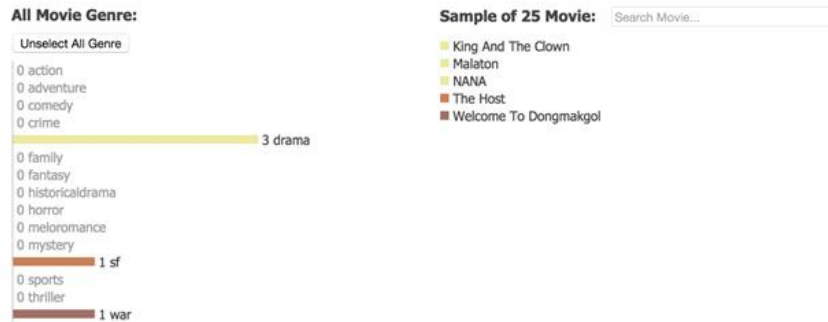 All Movie Genre:
Unselect All Genre
0 action
0 adventure
0 comedy
0 crime
3 drama
0 family
0 fantasy
0 historicaldrama
0 horror
0 meloromance
0 mystery
1 sf
0 sports
0 thriller
1 war
Sample of 25 Movie:
Search Movie...
King And The Clown
Malaton
NANA
The Host
Welcome To Dongmakgol